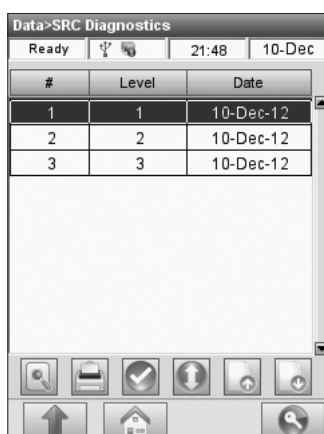 Data>SRC Diagnostics
Ready 21:48 10-Dec
# Level Date
1 1 10-Dec-12
2 2 10-Dec-12
3 3 10-Dec-12